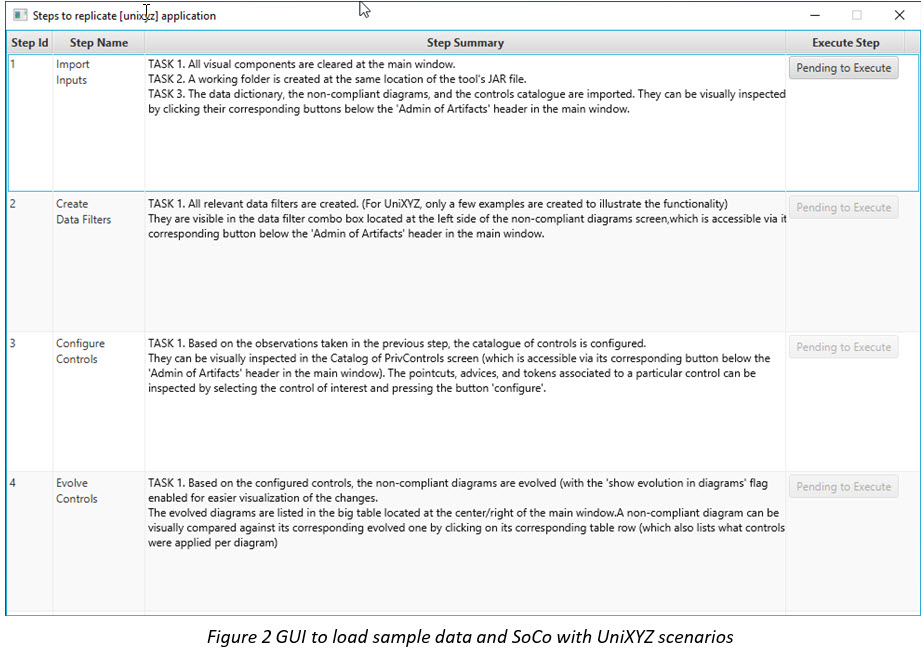 Steps to replicate [unixyz] application
Step Id Step Name Step Summary Execute Step
1
Import
Inputs
TASK 1. All visual components are cleared at the main window.
TASK 2. A working folder is created at the same location of the tool's JAR file.
TASK 3. The data dictionary, the non-compliant diagrams, and the controls catalogue are imported. They can be visually inspected
by clicking their corresponding buttons below the 'Admin of Artifacts' header in the main window.
Pending to Execute
2
Create
Data Filters
TASK 1. All relevant data filters are created. (For UniXYZ, only a few examples are created to illustrate the functionality)
They are visible in the data filter combo box located at the left side of the non-compliant diagrams screen,which is accessible via it
corresponding button below the 'Admin of Artifacts' header in the main window.
Pending to Execute
3
Configure
Controls
TASK 1. Based on the observations taken in the previous step, the catalogue of controls is configured.
They can be visually inspected in the Catalog of PrivControls screen (which is accessible via its corresponding button below the
'Admin of Artifacts' header in the main window). The pointcuts, advices, and tokens associated to a particular control can be
inspected by selecting the control of interest and pressing the button 'configure'.
Pending to Execute
4
Evolve
Controls
TASK 1. Based on the configured controls, the non-compliant diagrams are evolved (with the 'show evolution in diagrams' flag
enabled for easier visualization of the changes.
The evolved diagrams are listed in the big table located at the center/right of the main window.A non-compliant diagram can be
visually compared against its corresponding evolved one by clicking on its corresponding table row (which also lists what controls
were applied per diagram)
Pending to Execute
Figure 2 GUI to load sample data and SoCo with UniXYZ scenarios